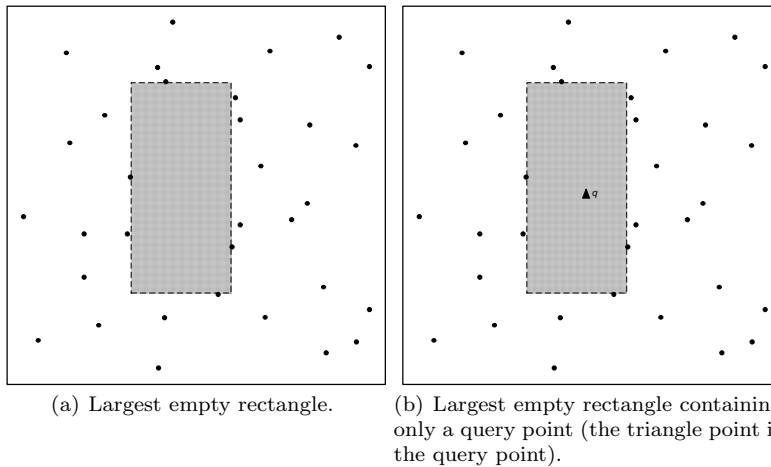 q
(a) Largest empty rectangle.
(b) Largest empty rectangle containin
only a query point (the triangle point i
the query point).